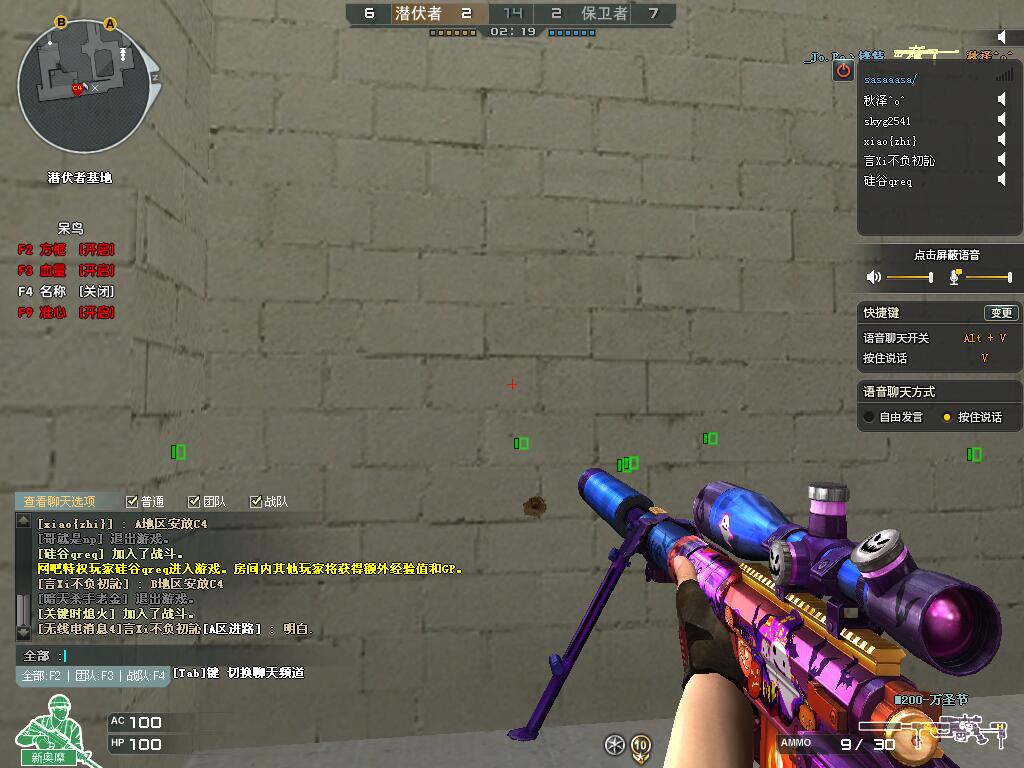 6 潜伏者 2 14 2 保卫者 7
02:19
B A
Z
C4
潜伏者基地
呆鸟
F2 方框 [开启]
F3 血量 [开启]
F4 名称 [关闭]
F9 准心 [开启]
秋泽^o^
sasaaasa/
秋泽^o^
skyg2541
xiao{zhi}
言Xi不负初訫
硅谷qreq
点击屏蔽语音
快捷键 变更
语音聊天开关 Alt + V
按住说话 V
语音聊天方式
自由发言 按住说话
查看聊天选项 普通 团队 战队
[xiao{zhi}] : A地区安放C4
[哥就是np] 退出游戏。
[硅谷qreq] 加入了战斗。
网吧特权玩家硅谷qreq进入游戏。房间内其他玩家将获得额外经验值和GP。
[言Xi不负初訫] : B地区安放C4
[暗天杀手老金] 退出游戏。
[关键时熄火] 加入了战斗。
[无线电消息4]言Xi不负初訫[A区进路] : 明白.
全部 :
全部:F2 | 团队:F3 | 战队:F4 [Tab]键 切换聊天频道
AC 100
HP 100
新奥摩
10
200-万圣节
AMMO 9 / 30